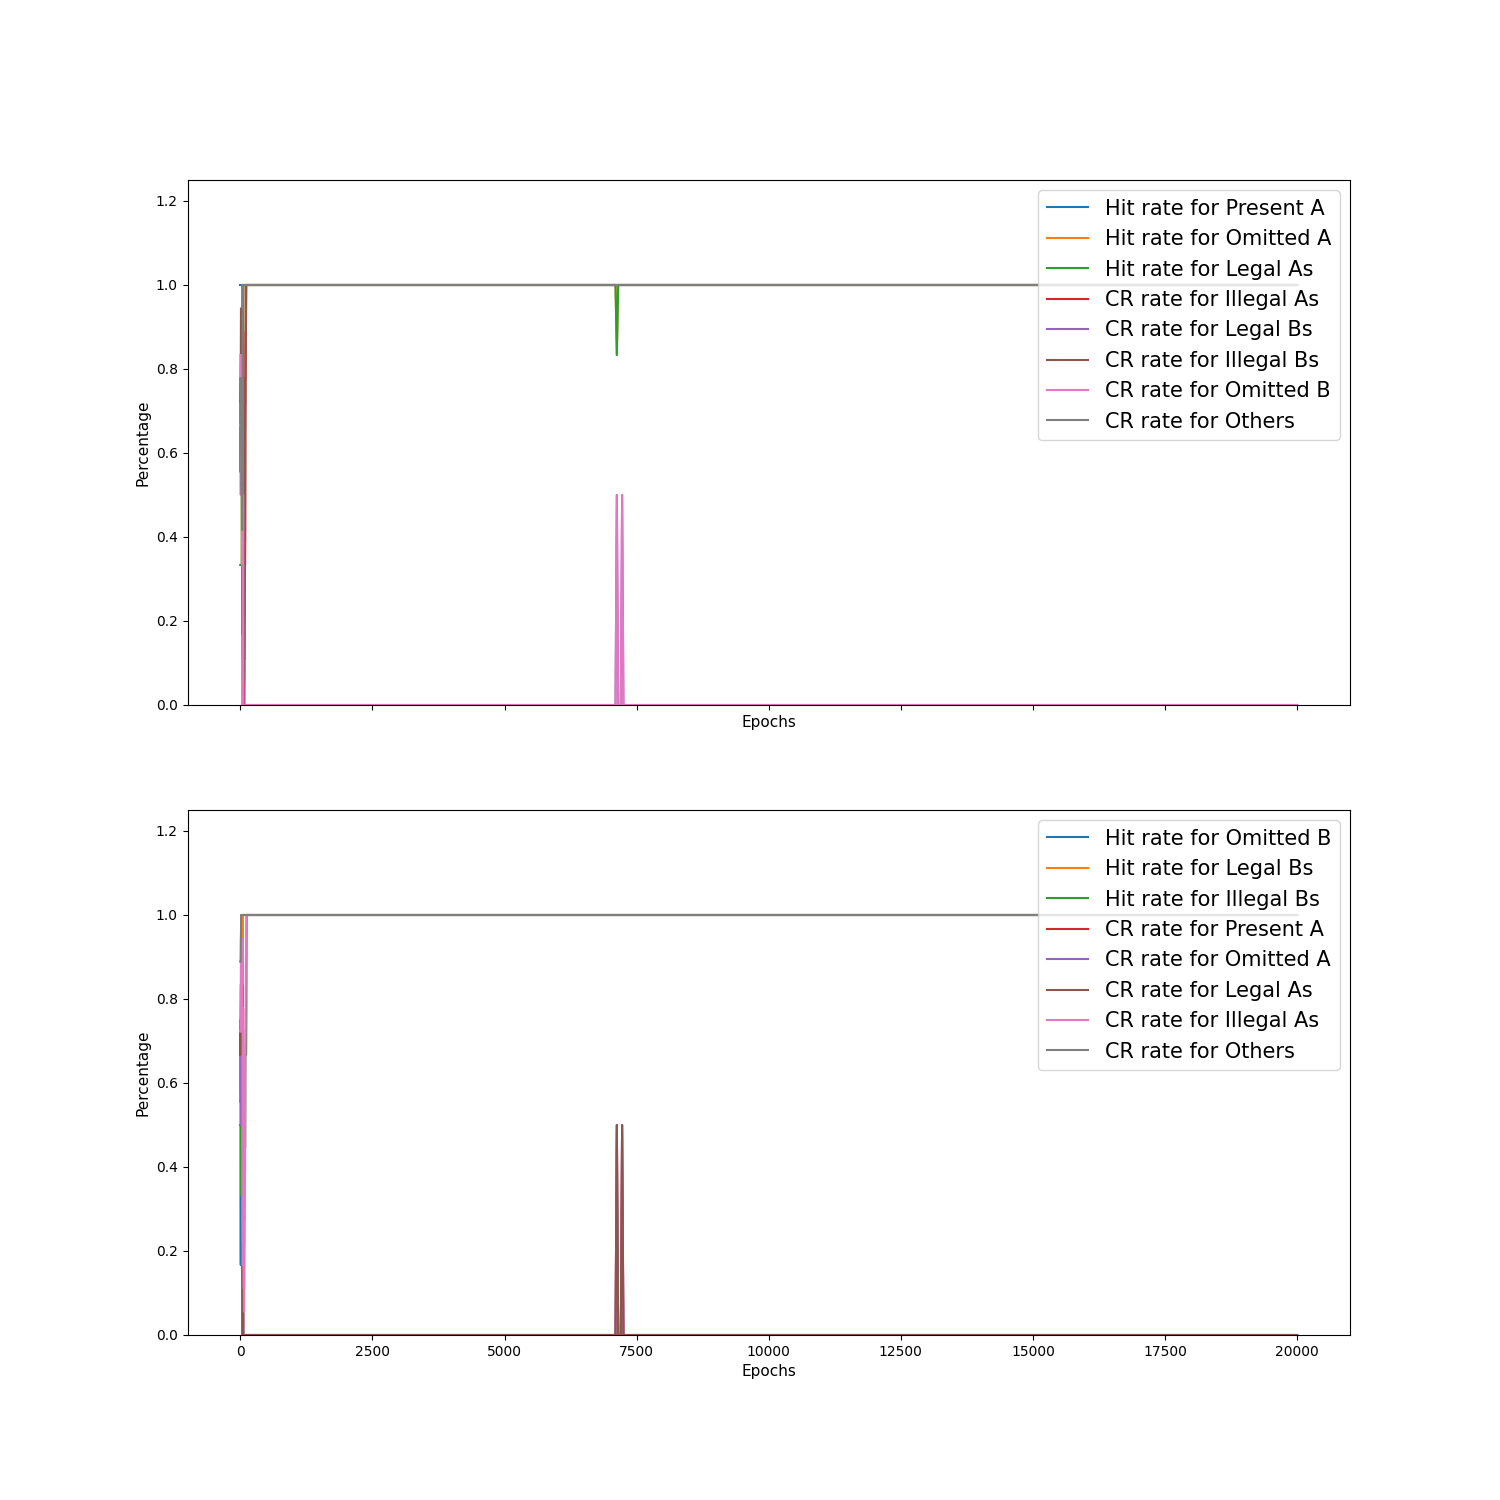 1.2
1.0
0.8
0.6
0.4
0.2
0.0
Percentage
Hit rate for Present A
Hit rate for Omitted A
Hit rate for Legal As
CR rate for Illegal As
CR rate for Legal Bs
CR rate for Illegal Bs
CR rate for Omitted B
CR rate for Others
Epochs
1.2
1.0
0.8
0.6
0.4
0.2
0.0
Percentage
Hit rate for Omitted B
Hit rate for Legal Bs
Hit rate for Illegal Bs
CR rate for Present A
CR rate for Omitted A
CR rate for Legal As
CR rate for Illegal As
CR rate for Others
0 2500 5000 7500 10000 12500 15000 17500 20000
Epochs